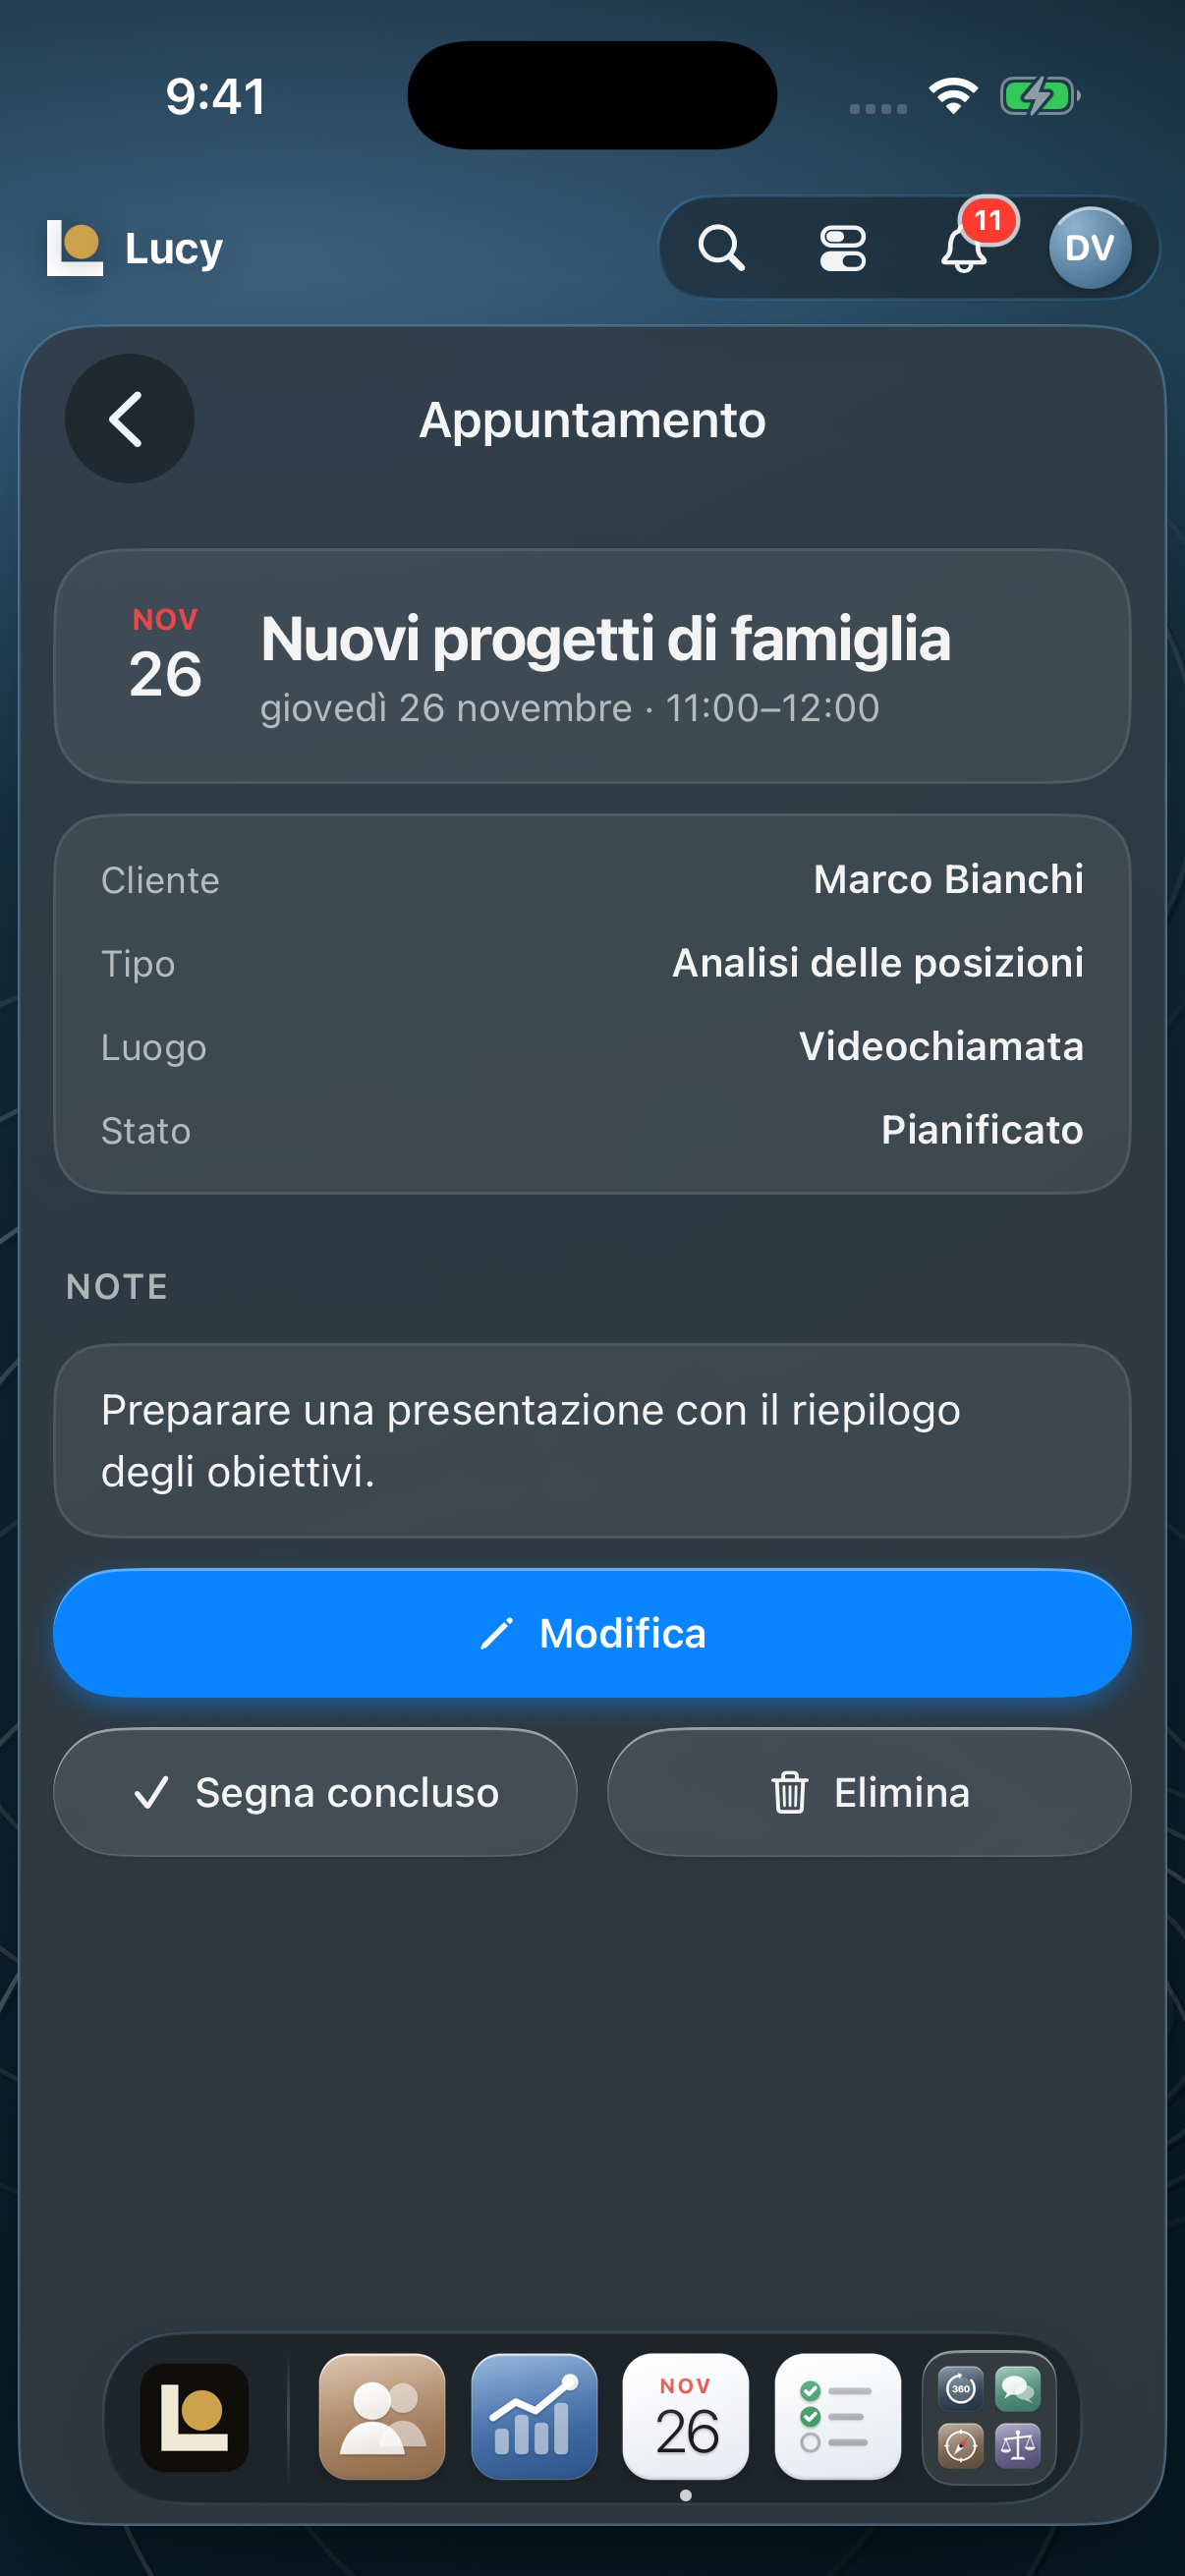 9:41
Lucy
11
DV
Appuntamento
NOV
26
Nuovi progetti di famiglia
giovedì 26 novembre · 11:00–12:00
Cliente
Marco Bianchi
Tipo
Analisi delle posizioni
Luogo
Videochiamata
Stato
Pianificato
NOTE
Preparare una presentazione con il riepilogo
degli obiettivi.
Modifica
Segna concluso
Elimina
NOV
26
360